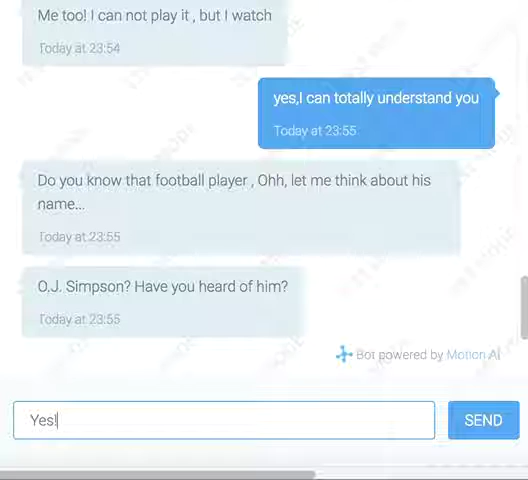 Me too! I can not play it , but I watch
Today at 23:54
yes,I can totally understand you
Today at 23:55
Do you know that football player , Ohh, let me think about his
name...
Today at 23:55
O.J. Simpson? Have you heard of him?
Today at 23:55
Bot powered by Motion AI
Yes!
SEND